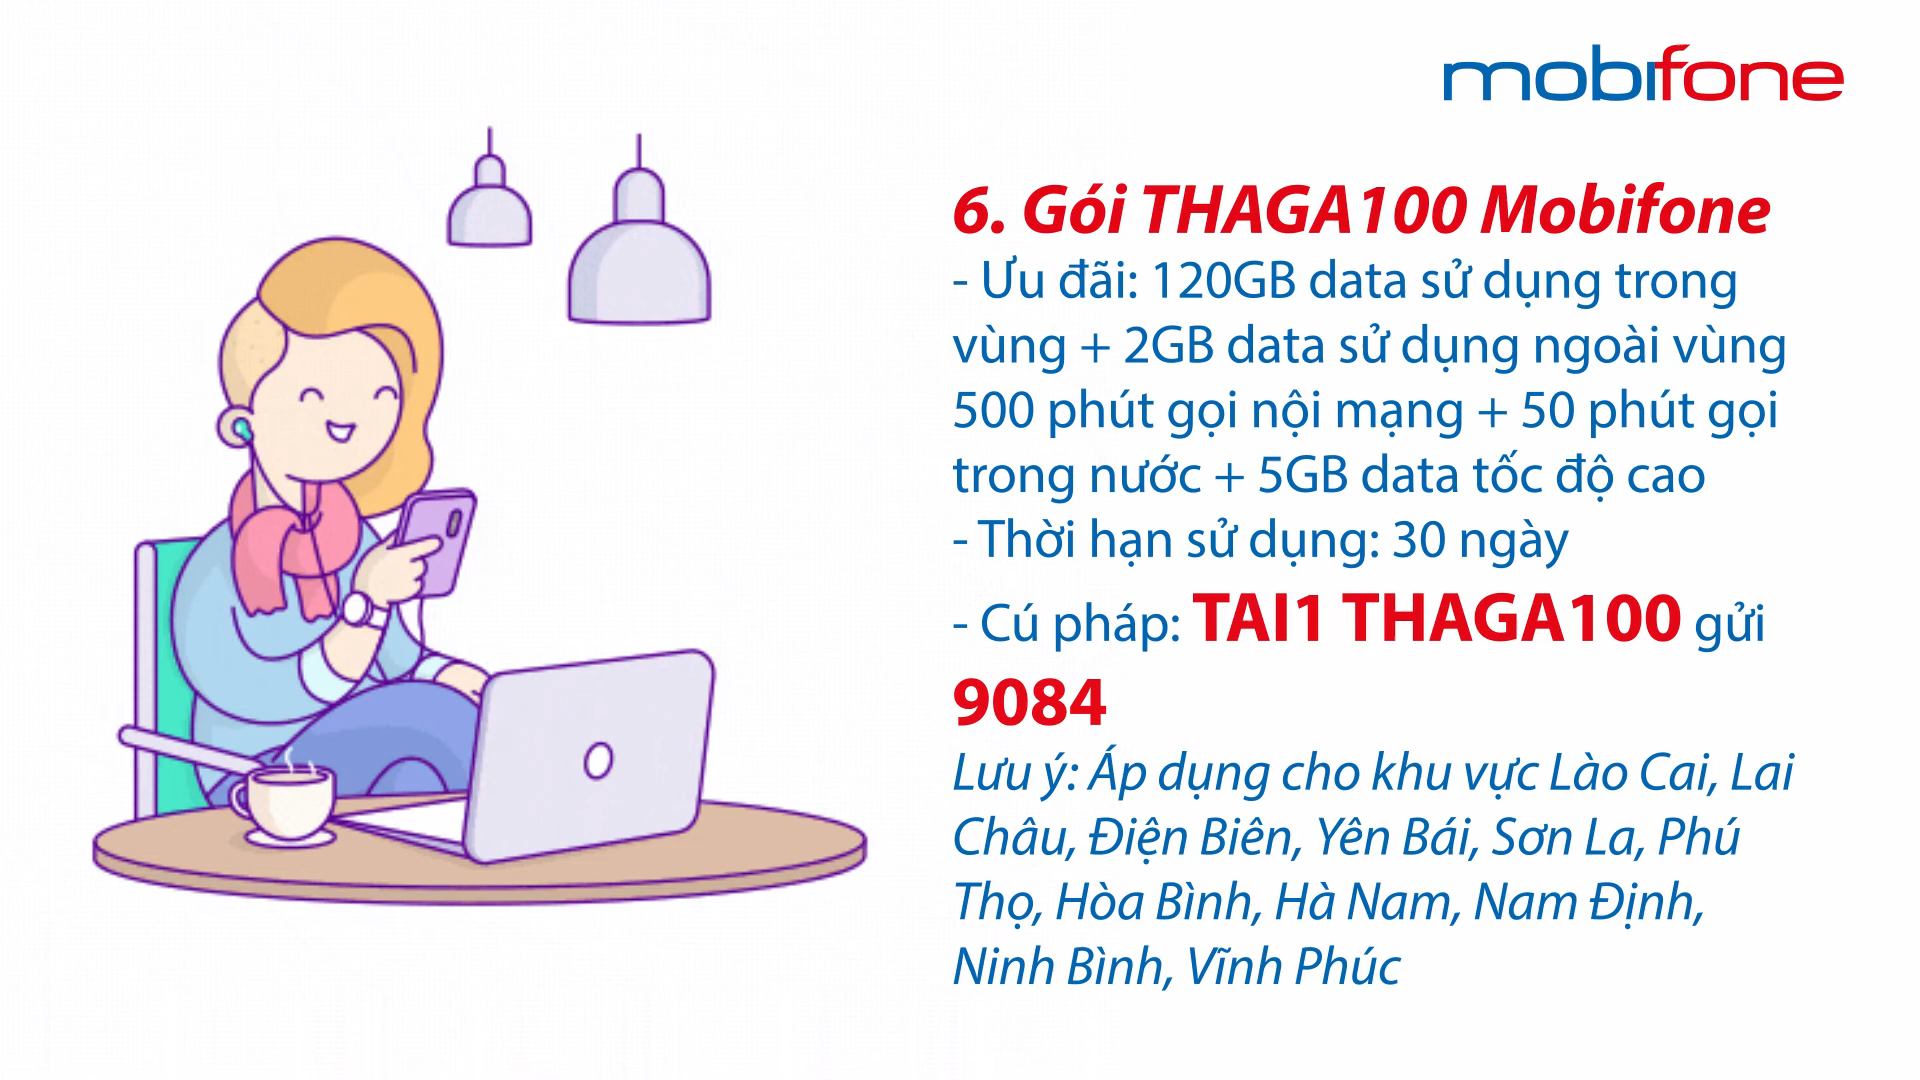 mobifone
6. Gói THAGA100 Mobifone
- Ưu đãi: 120GB data sử dụng trong
vùng + 2GB data sử dụng ngoài vùng
500 phút gọi nội mạng + 50 phút gọi
trong nước + 5GB data tốc độ cao
- Thời hạn sử dụng: 30 ngày
- Cú pháp: TAI1 THAGA100 gửi
9084
Lưu ý: Áp dụng cho khu vực Lào Cai, Lai
Châu, Điện Biên, Yên Bái, Sơn La, Phú
Thọ, Hòa Bình, Hà Nam, Nam Định,
Ninh Bình, Vĩnh Phúc